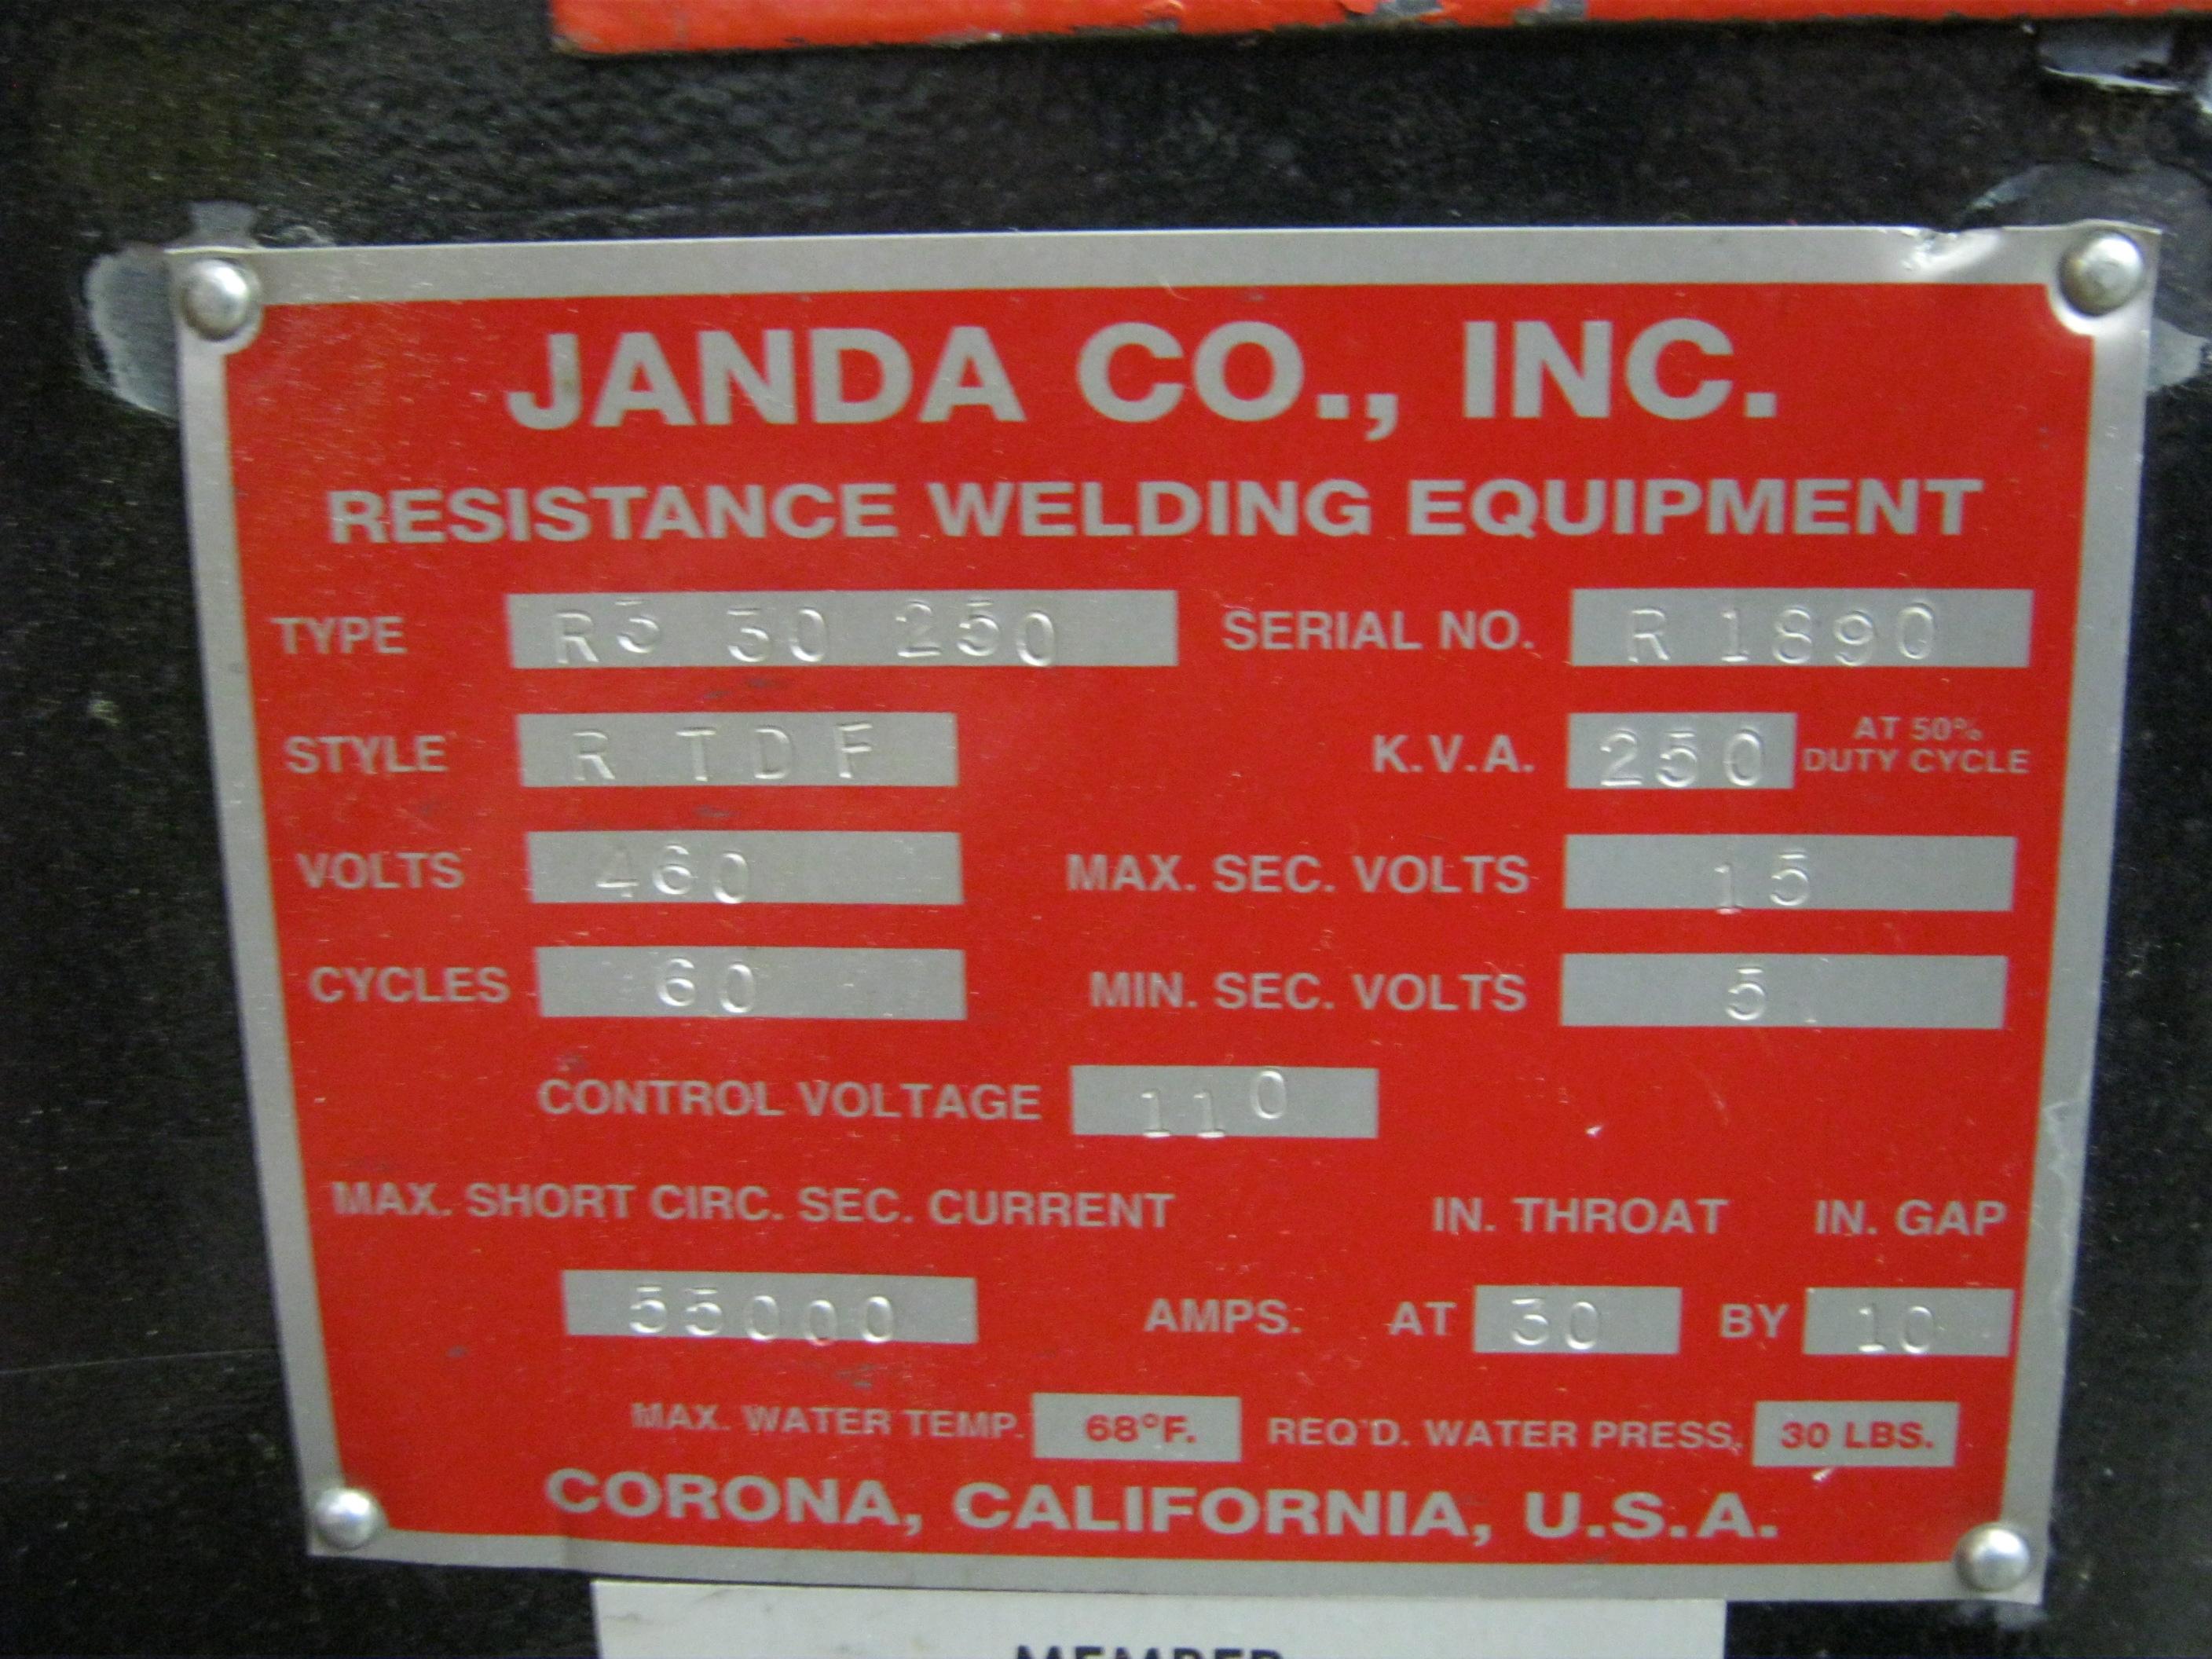 JANDA CO., INC.
RESISTANCE WELDING EQUIPMENT
TYPE R3 30 250 SERIAL NO. R 1890
STYLE R T D F K.V.A. 250 AT 50% DUTY CYCLE
VOLTS 460 MAX. SEC. VOLTS 15
CYCLES 60 MIN. SEC. VOLTS 5
CONTROL VOLTAGE 110
MAX. SHORT CIRC. SEC. CURRENT IN. THROAT IN. GAP
55000 AMPS. AT 30 BY 10
MAX. WATER TEMP. 68°F. REQ'D. WATER PRESS. 30 LBS.
CORONA, CALIFORNIA, U.S.A.
MEMBER